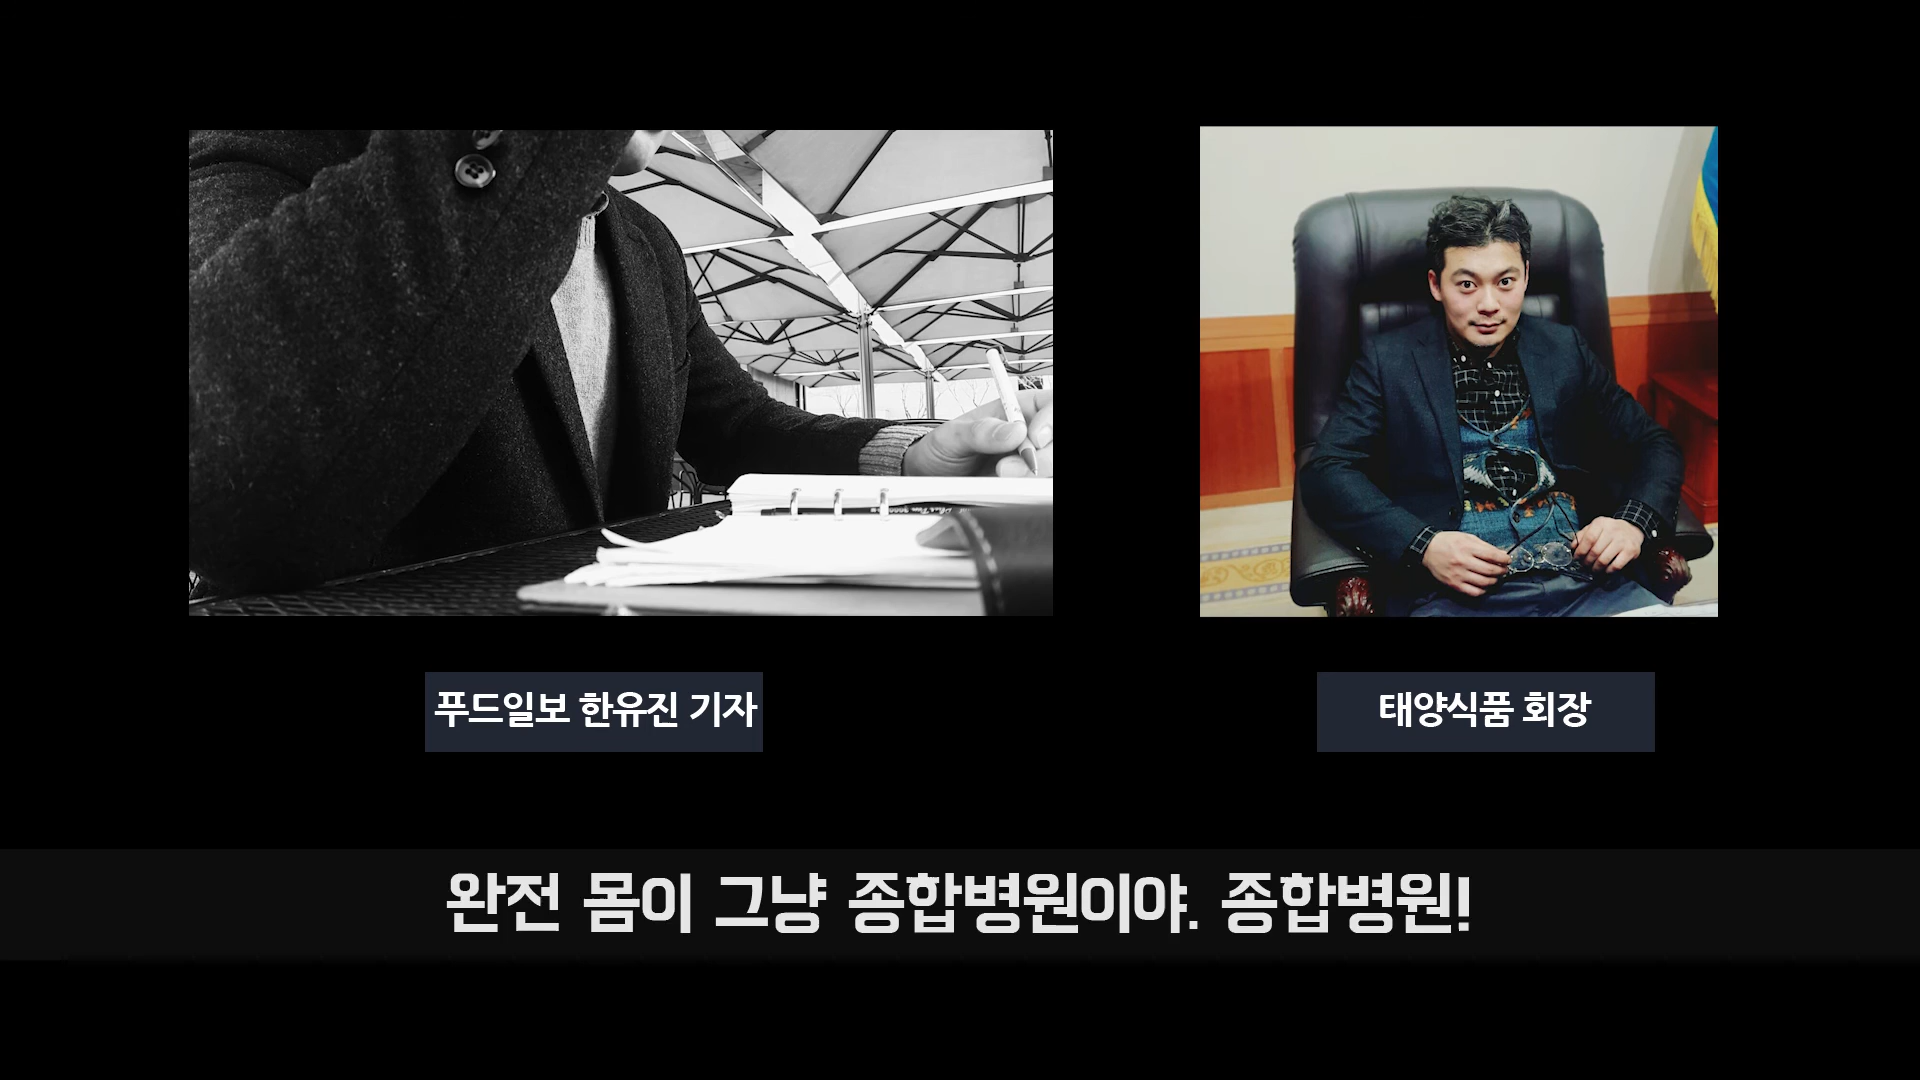 푸드일보 한유진 기자
태양식품 회장
완전 몸이 그냥 종합병원이야. 종합병원!